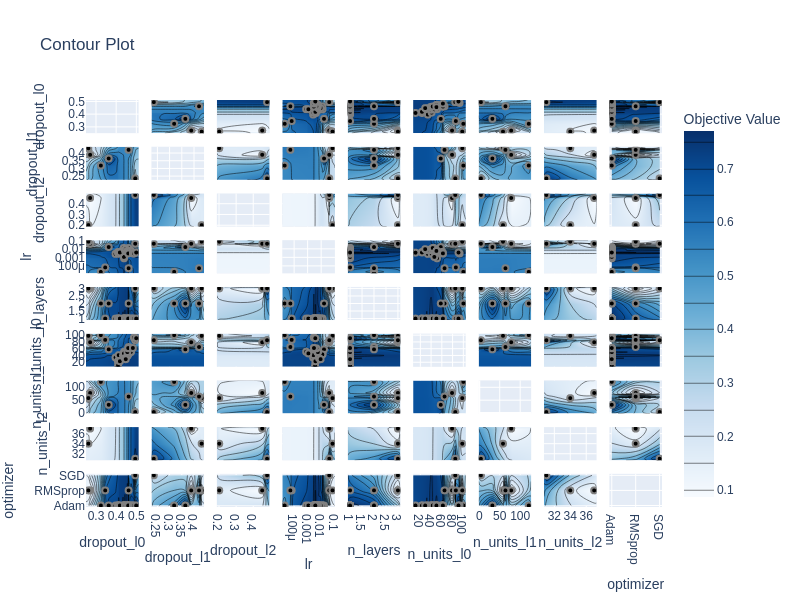 Contour Plot
Objective Value
dropout_l0
0.5
0.4
0.3
dropout_l1
0.4
0.35
0.3
0.25
dropout_l2
0.4
0.3
0.2
lr
0.1
0.01
0.001
100μ
n_layers
3
2.5
2
1.5
1
n_units_l0
100
80
60
40
20
n_units_l1
100
50
0
n_units_l2
36
34
32
optimizer
SGD
RMSprop
Adam
0.3 0.4 0.5
0.25 0.3 0.35 0.4
0.2 0.3 0.4
100μ 0.001 0.01 0.1
1 1.5 2 2.5 3
20 40 60 80 100
0 50 100
32 34 36
Adam RMSprop SGD
dropout_l0 dropout_l1 dropout_l2 lr n_layers n_units_l0 n_units_l1 n_units_l2 optimizer
0.7
0.6
0.5
0.4
0.3
0.2
0.1